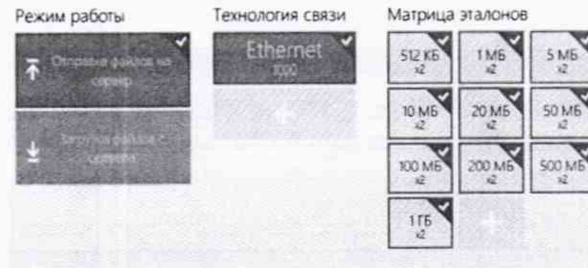 Режим работы
Технология связи
Матрица эталонов
Отправка файлов на
сервер
Загрузка файлов с
сервера
Ethernet
1000
512 КБ
x2
1 МБ
x2
5 МБ
x2
10 МБ
x2
20 МБ
x2
50 МБ
x2
100 МБ
x2
200 МБ
x2
500 МБ
x2
1 ГБ
x2